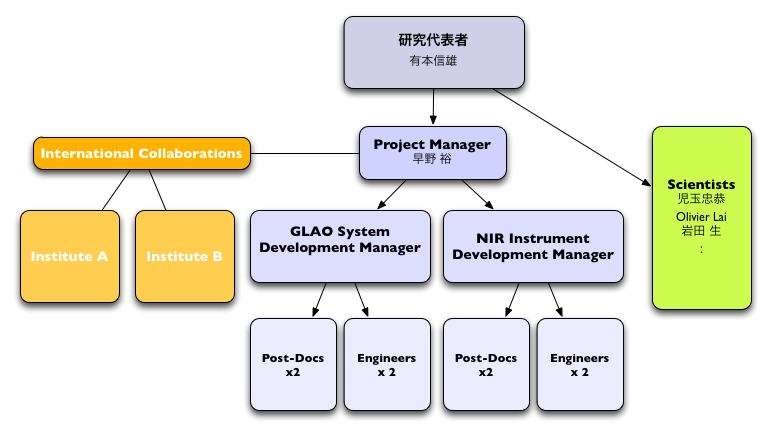 研究代表者
有本信雄
International Collaborations
Project Manager
早野 裕
Scientists
児玉忠恭
Olivier Lai
岩田 生
:
Institute A
Institute B
GLAO System
Development Manager
NIR Instrument
Development Manager
Post-Docs
x2
Engineers
x 2
Post-Docs
x2
Engineers
x 2